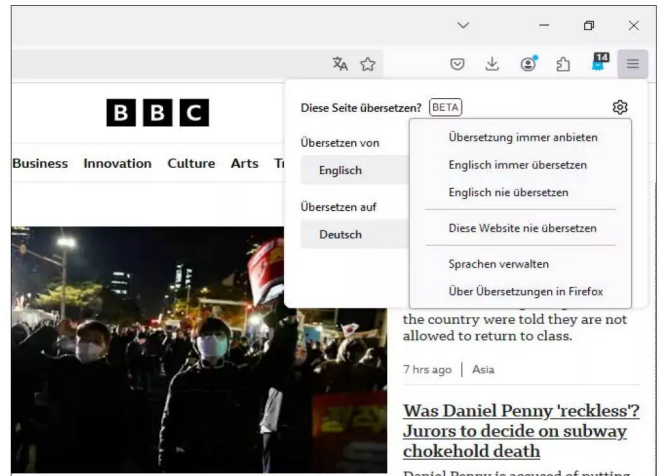 14
BBC
Business Innovation Culture Arts
Diese Seite übersetzen? BETA
Übersetzen von
Englisch
Übersetzen auf
Deutsch
Übersetzung immer anbieten
Englisch immer übersetzen
Englisch nie übersetzen
Diese Website nie übersetzen
Sprachen verwalten
Über Übersetzungen in Firefox
the country were told they are not
allowed to return to class.
7 hrs ago | Asia
Was Daniel Penny 'reckless'?
Jurors to decide on subway
chokehold death
Daniel Penny is accused of putting